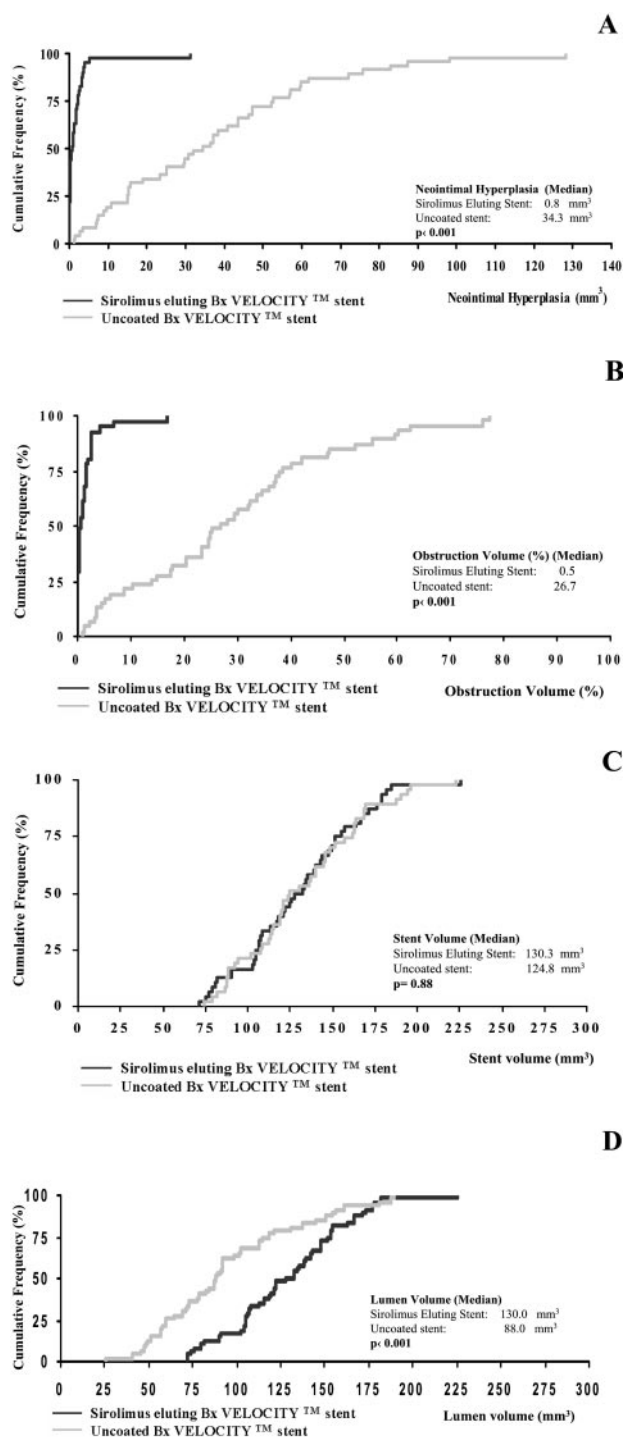 A
Cumulative Frequency (%)
100
75
50
25
0
Neointimal Hyperplasia (Median)
Sirolimus Eluting Stent: 0.8 mm³
Uncoated stent: 34.3 mm³
p< 0.001
0 10 20 30 40 50 60 70 80 90 100 110 120 130 140
Sirolimus eluting Bx VELOCITY ™ stent
Uncoated Bx VELOCITY ™ stent
Neointimal Hyperplasia (mm³)
B
Cumulative Frequency (%)
100
75
50
25
0
Obstruction Volume (%) (Median)
Sirolimus Eluting Stent: 0.5
Uncoated stent: 26.7
p< 0.001
0 10 20 30 40 50 60 70 80 90 100
Sirolimus eluting Bx VELOCITY ™ stent
Uncoated Bx VELOCITY ™ stent
Obstruction Volume (%)
C
Cumulative Frequency (%)
100
75
50
25
0
Stent Volume (Median)
Sirolimus Eluting Stent: 130.3 mm³
Uncoated stent: 124.8 mm³
p= 0.88
0 25 50 75 100 125 150 175 200 225 250 275 300
Stent volume (mm³)
Sirolimus eluting Bx VELOCITY ™ stent
Uncoated Bx VELOCITY ™ stent
D
Cumulative Frequency (%)
100
75
50
25
0
Lumen Volume (Median)
Sirolimus Eluting Stent: 130.0 mm³
Uncoated stent: 88.0 mm³
p< 0.001
0 25 50 75 100 125 150 175 200 225 250 275 300
Sirolimus eluting Bx VELOCITY ™ stent
Uncoated Bx VELOCITY ™ stent
Lumen volume (mm³)